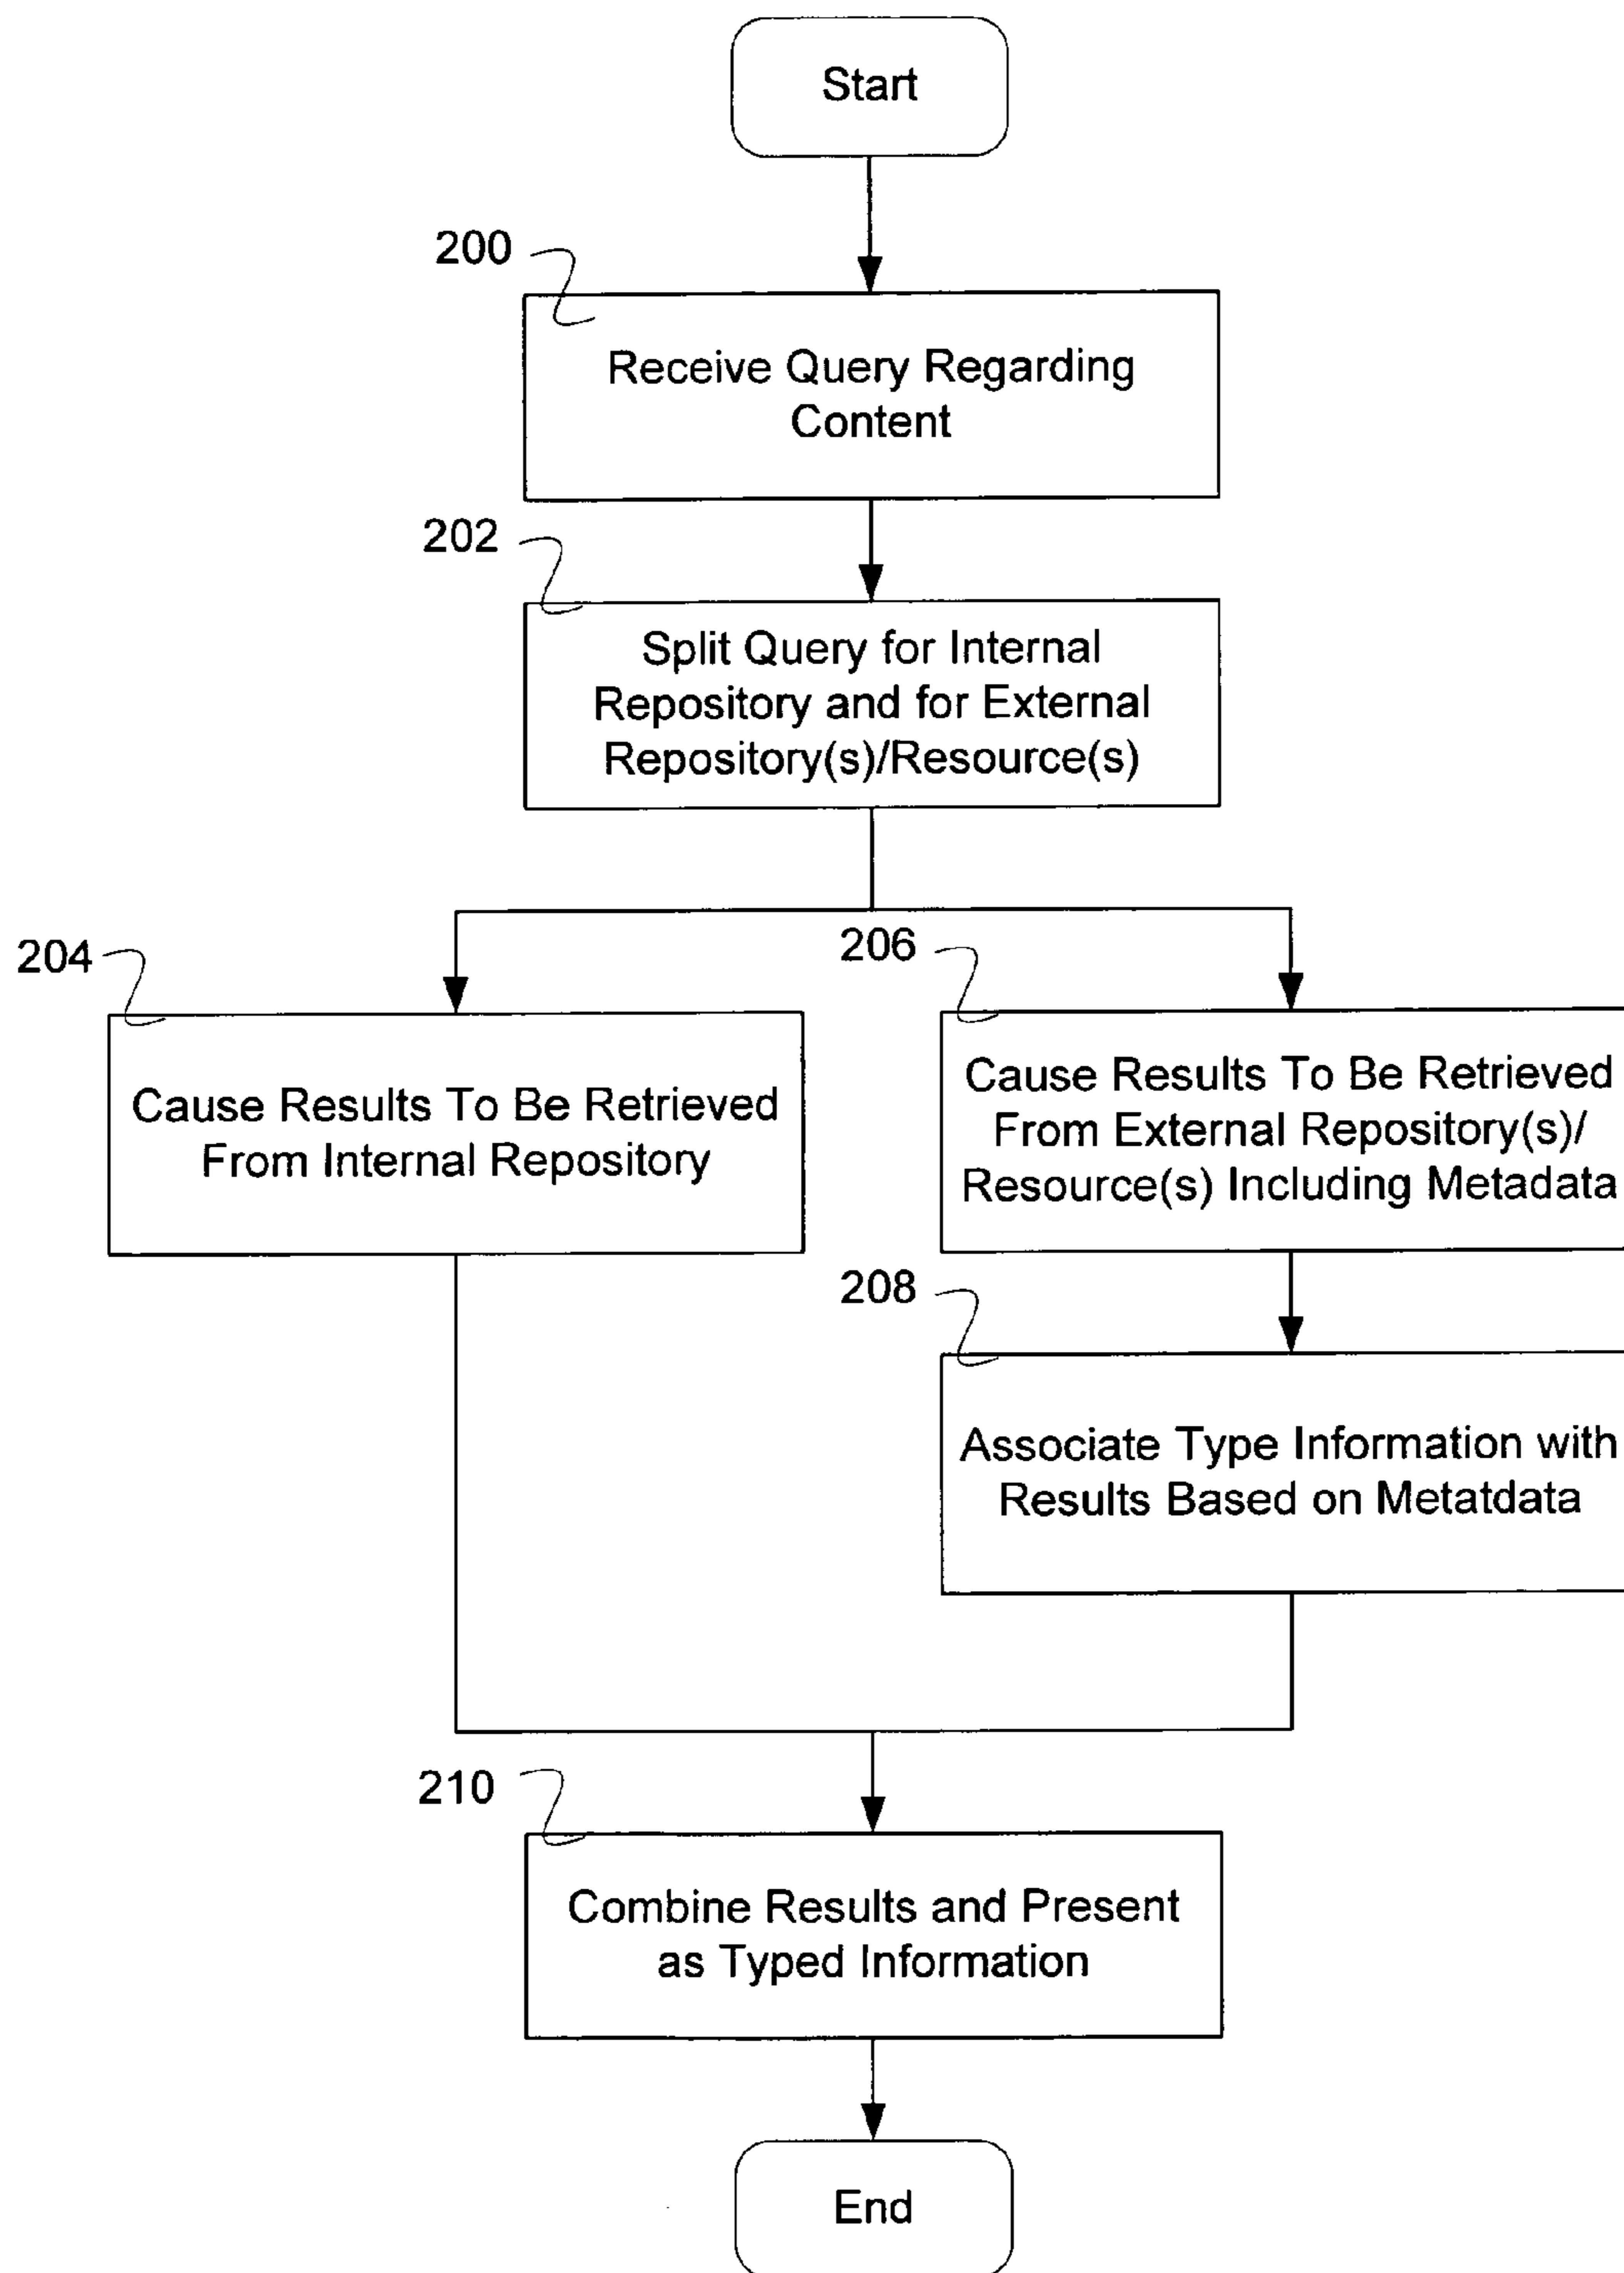 Start
200
Receive Query Regarding
Content
202
Split Query for Internal
Repository and for External
Repository(s)/Resource(s)
204
Cause Results To Be Retrieved
From Internal Repository
206
Cause Results To Be Retrieved
From External Repository(s)/
Resource(s) Including Metadata
208
Associate Type Information with
Results Based on Metatdata
210
Combine Results and Present
as Typed Information
End